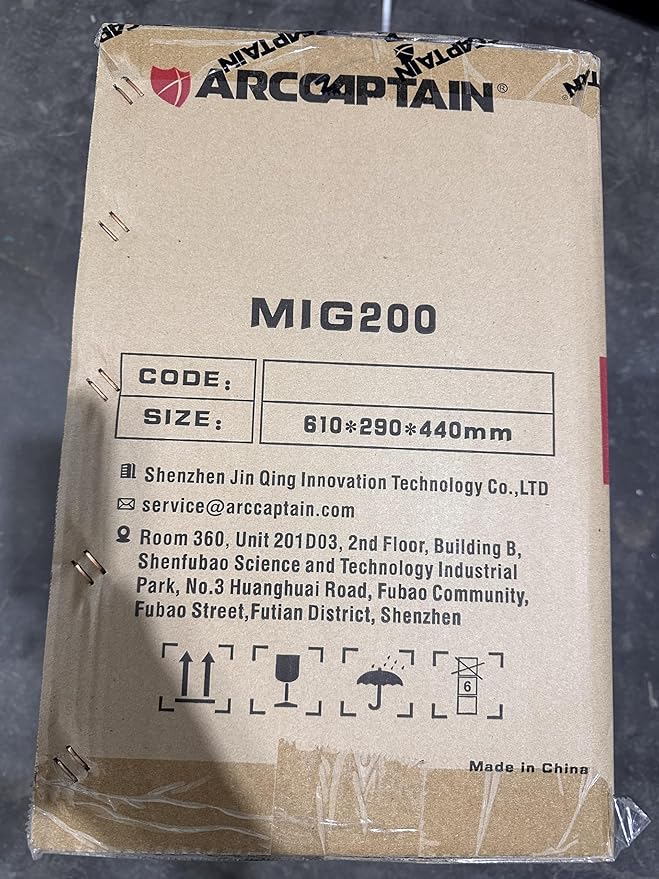 CAPTAIN
ARCCAPTAIN®
MIG200
CODE:
SIZE: 610*290*440mm
Shenzhen Jin Qing Innovation Technology Co.,LTD
service@arccaptain.com
Room 360, Unit 201D03, 2nd Floor, Building B,
Shenfubao Science and Technology Industrial
Park, No.3 Huanghuai Road, Fubao Community,
Fubao Street,Futian District, Shenzhen
6
Made in China